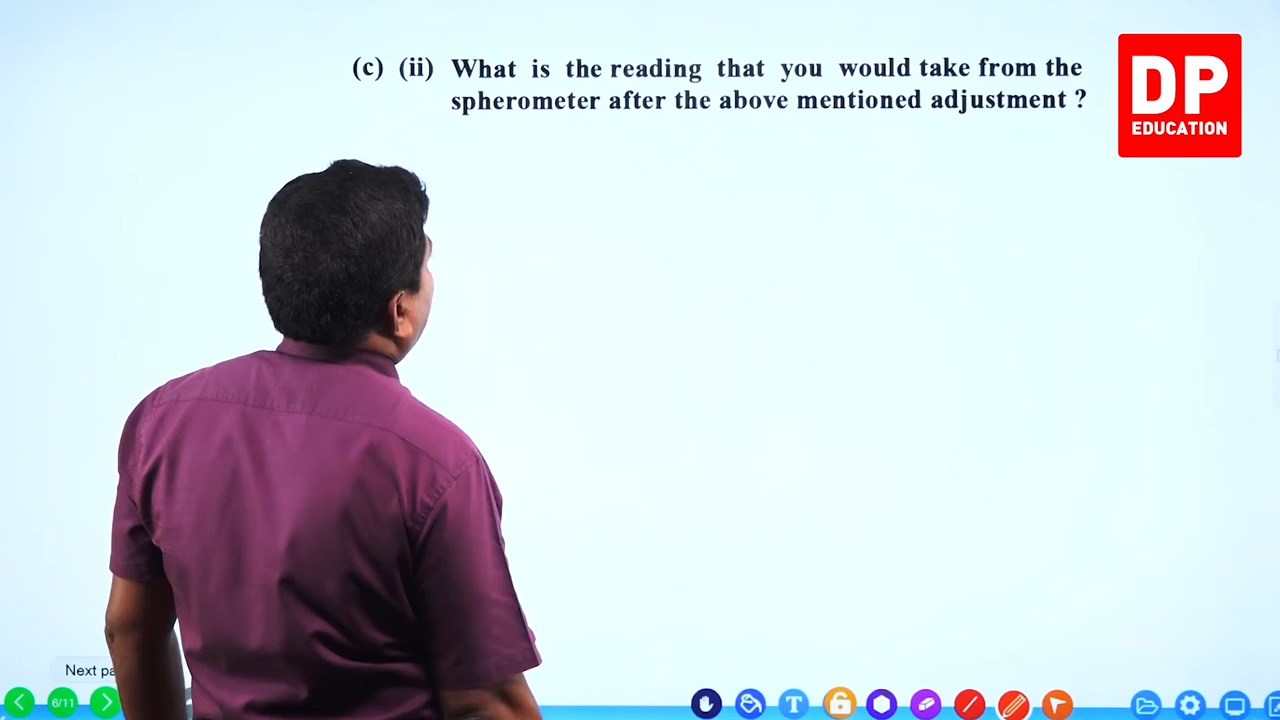 (c) (ii) What is the reading that you would take from the
spherometer after the above mentioned adjustment ?
DP
EDUCATION
Next pa
6/11
T